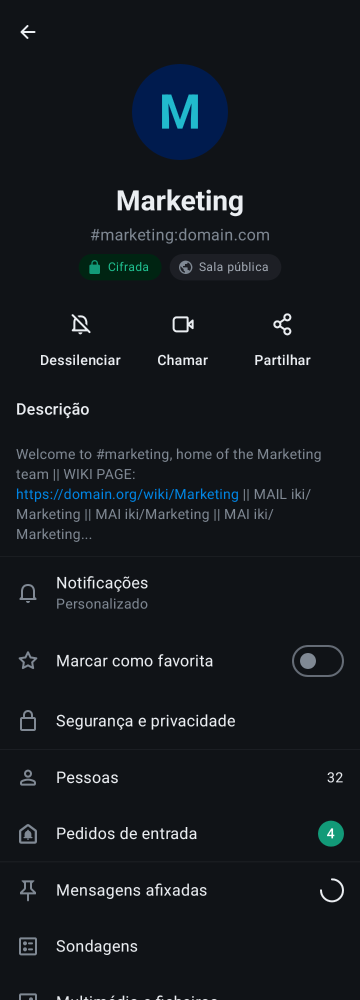 M
Marketing
#marketing:domain.com
Cifrada
Sala pública
Dessilenciar
Chamar
Partilhar
Descrição
Welcome to #marketing, home of the Marketing
team || WIKI PAGE:
https://domain.org/wiki/Marketing || MAIL iki/
Marketing || MAI iki/Marketing || MAI iki/
Marketing...
Notificações
Personalizado
Marcar como favorita
Segurança e privacidade
Pessoas 32
Pedidos de entrada 4
Mensagens afixadas
Sondagens
Multimédia e ficheiros